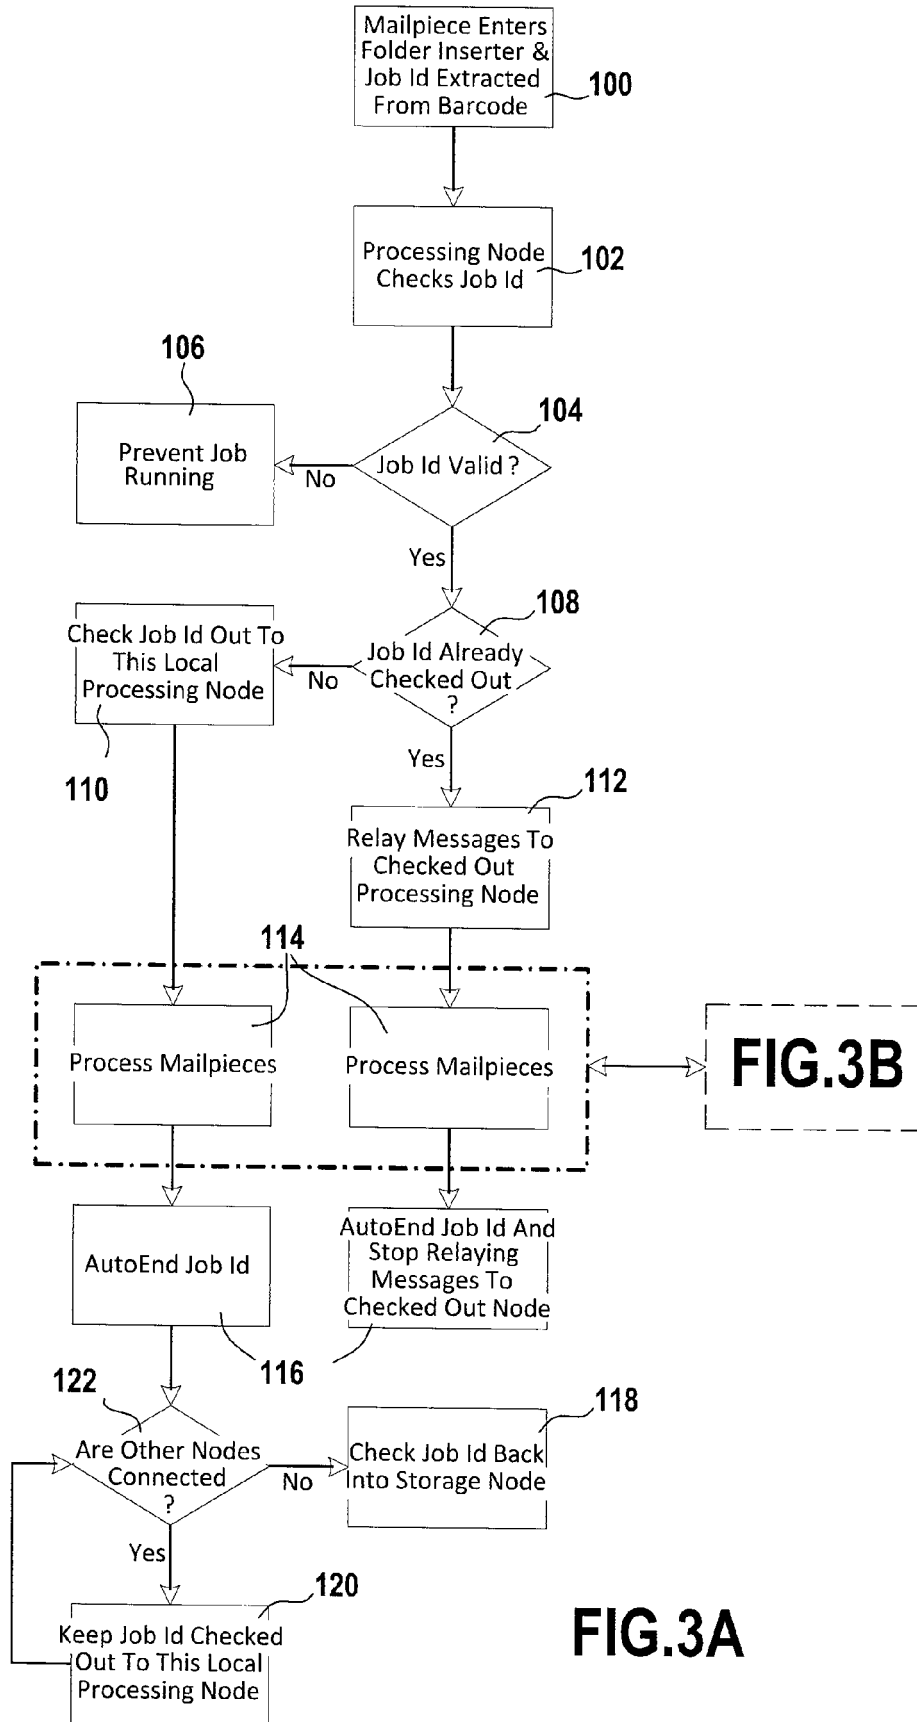 Mailpiece Enters
Folder Inserter &
Job Id Extracted
From Barcode
100
Processing Node
Checks Job Id
102
106
104
Prevent Job
Running
No
Job Id Valid ?
Yes
108
Check Job Id Out To
This Local
Processing Node
No
Job Id Already
Checked Out
?
110
Yes
112
Relay Messages To
Checked Out
Processing Node
114
Process Mailpieces
Process Mailpieces
FIG.3B
AutoEnd Job Id
AutoEnd Job Id And
Stop Relaying
Messages To
Checked Out Node
116
122
118
Are Other Nodes
Connected
?
No
Check Job Id Back
Into Storage Node
Yes
120
Keep Job Id Checked
Out To This Local
Processing Node
FIG.3A